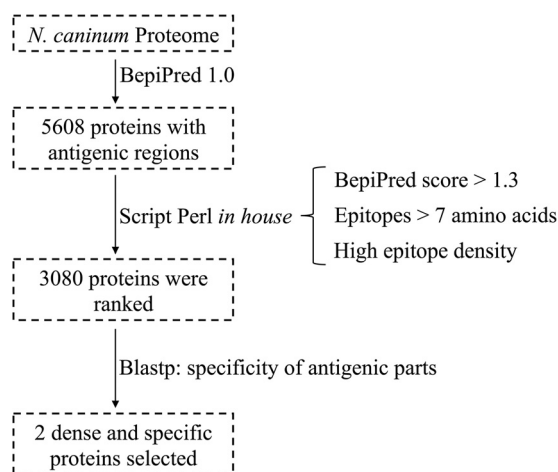 N. caninum Proteome
BepiPred 1.0
5608 proteins with
antigenic regions
Script Perl in house
BepiPred score > 1.3
Epitopes > 7 amino acids
High epitope density
3080 proteins were
ranked
Blastp: specificity of antigenic parts
2 dense and specific
proteins selected